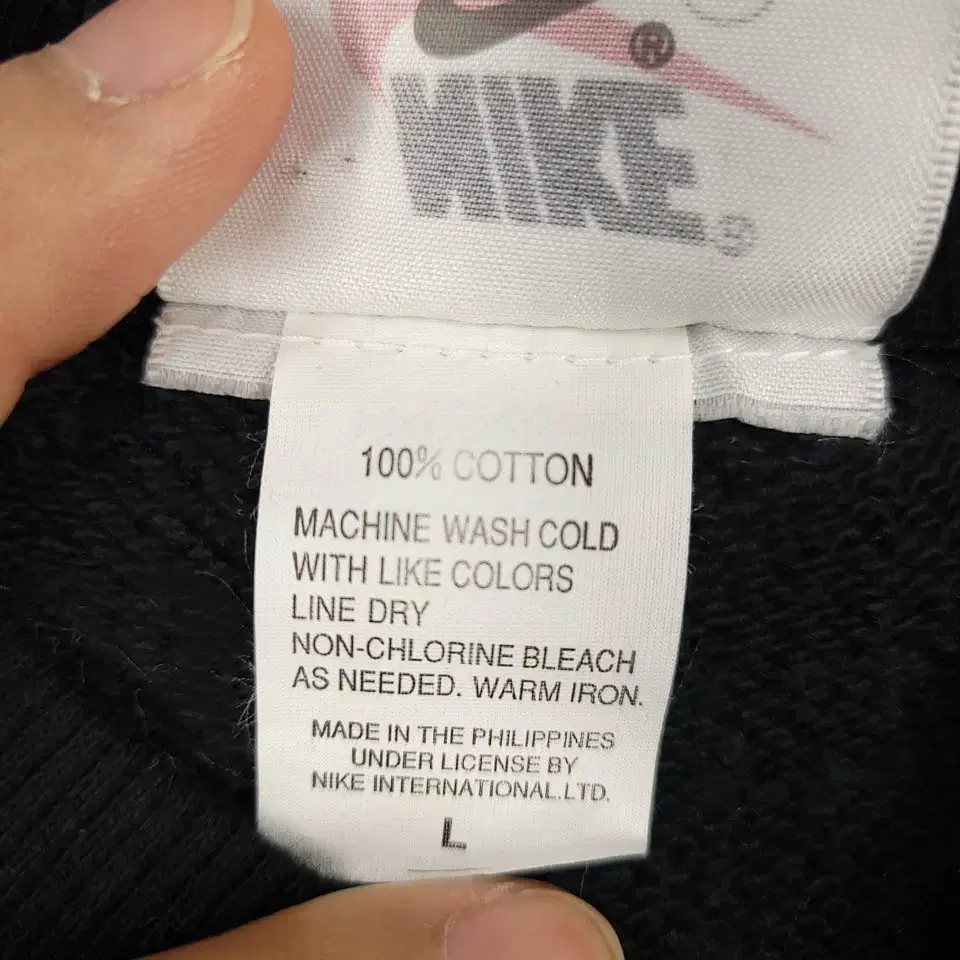 ®
NIKE®
100% COTTON
MACHINE WASH COLD
WITH LIKE COLORS
LINE DRY
NON-CHLORINE BLEACH
AS NEEDED. WARM IRON.
MADE IN THE PHILIPPINES
UNDER LICENSE BY
NIKE INTERNATIONAL.LTD.
L